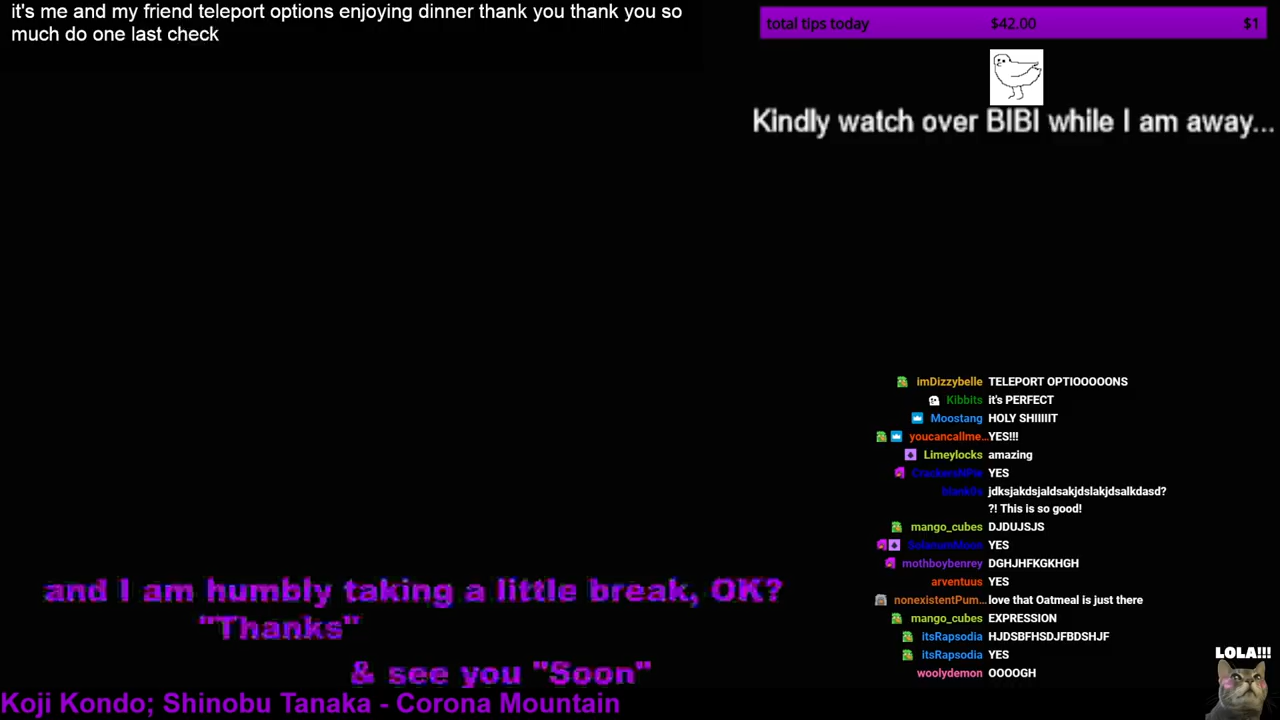 it's me and my friend teleport options enjoying dinner thank you thank you so
much do one last check
total tips today $42.00 $1
Kindly watch over BIBI while I am away...
imDizzybelle TELEPORT OPTIOOOOONS
Kibbits it's PERFECT
Moostang HOLY SHIIIIIT
youcancallme... YES!!!
Limeylocks amazing
CrackersNPie YES
blank8s jdksjakdsjaldsakjdslakjdsalkdasd?
?! This is so good!
mango_cubes DJDUJSJS
SolanumMoon YES
mothboybenrey DGHJHFKGKHGH
arventuus YES
nonexistentPum... love that Oatmeal is just there
mango_cubes EXPRESSION
itsRapsodia HJDSBFHSDJFBDSHJF
itsRapsodia YES
woolydemon OOOOGH
and I am humbly taking a little break, OK?
"Thanks"
& see you "Soon"
LOLA!!!
Koji Kondo; Shinobu Tanaka - Corona Mountain